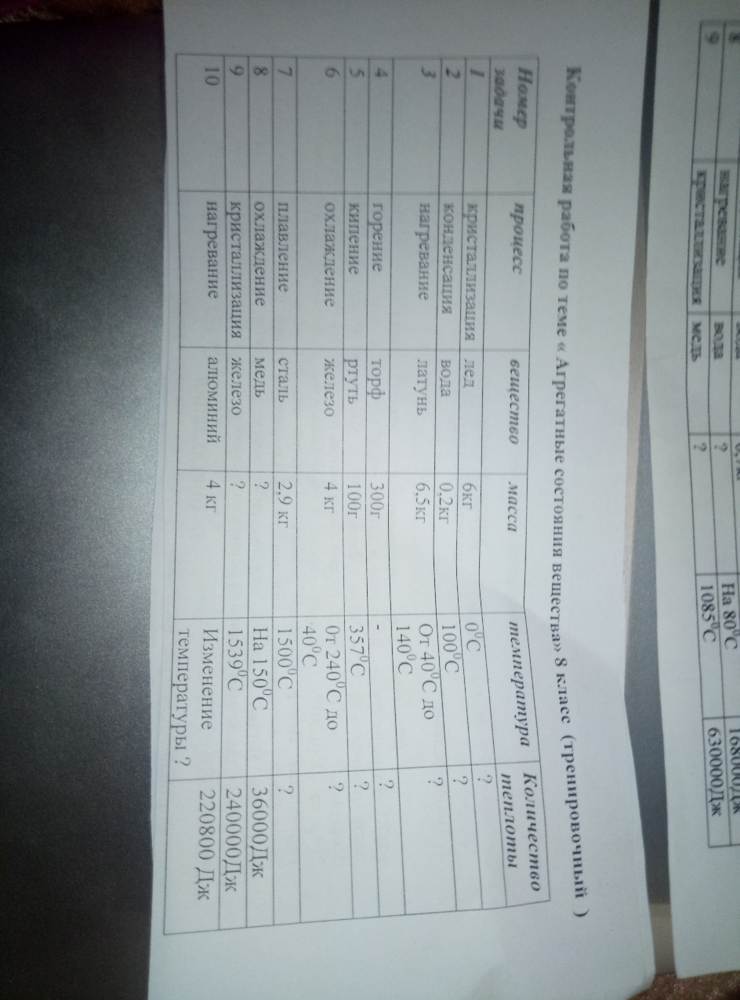 8
168000Дж
нагревание вода ? На 80⁰С
9 кристаллизация медь ? 1085⁰С 630000Дж
Контрольная работа по теме « Агрегатные состояния вещества» 8 класс (тренировочный )
Номер задачи процесс вещество масса температура Количество теплоты
1 кристаллизация лед 6кг 0⁰С ?
2 конденсация вода 0,2кг 100⁰С ?
3 нагревание латунь 6,5кг От 40⁰С до ?
140⁰С
4 горение торф 300г - ?
5 кипение ртуть 100г 357⁰С ?
6 охлаждение железо 4 кг От 240⁰С до ?
40⁰С
7 плавление сталь 2,9 кг 1500⁰С ?
8 охлаждение медь ? На 150⁰С 36000Дж
9 кристаллизация железо ? 1539⁰С 240000Дж
10 нагревание алюминий 4 кг Изменение 220800 Дж
температуры ?